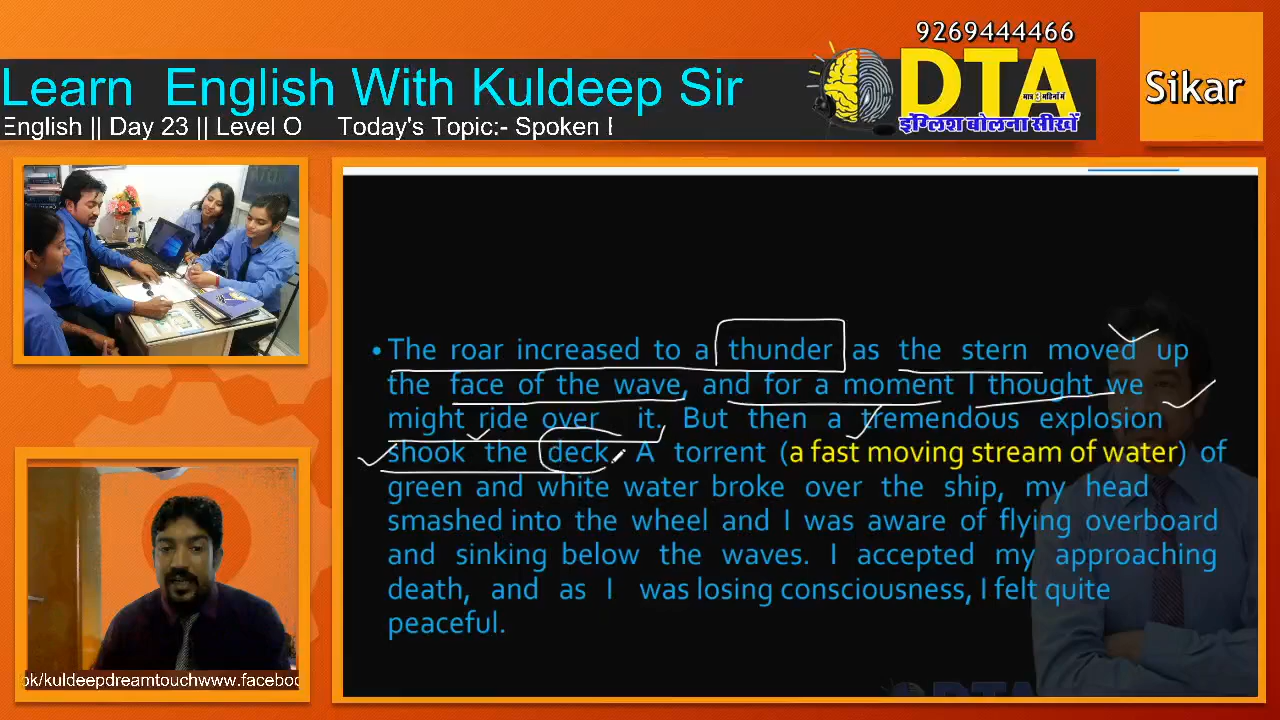 9269444466
Learn English With Kuldeep Sir
DTA
Sikar
English || Day 23 || Level O Today's Topic:- Spoken
इंग्लिश बोलना सीखें
• The roar increased to a thunder as the stern moved up
the face of the wave, and for a moment I thought we
might ride over it. But then a tremendous explosion
shook the deck. A torrent (a fast moving stream of water) of
green and white water broke over the ship, my head
smashed into the wheel and I was aware of flying overboard
and sinking below the waves. I accepted my approaching
death, and as I was losing consciousness, I felt quite
peaceful.
ok/kuldeepdreamtouchwww.faceboo
DTA